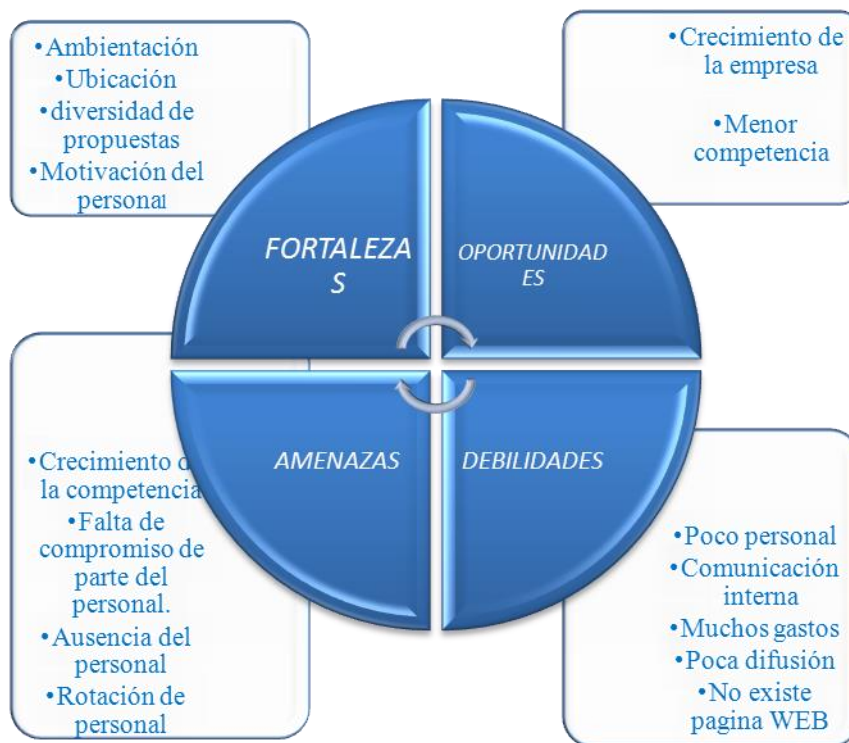 •Ambientación
•Ubicación
•diversidad de
propuestas
•Motivación del
personal
•Crecimiento de
la empresa
•Menor
competencia
FORTALEZA
S
OPORTUNIDAD
ES
AMENAZAS
DEBILIDADES
•Crecimiento d
la competencia
•Falta de
compromiso de
parte del
personal.
•Ausencia del
personal
•Rotación de
personal
•Poco personal
•Comunicación
interna
•Muchos gastos
•Poca difusión
•No existe
pagina WEB